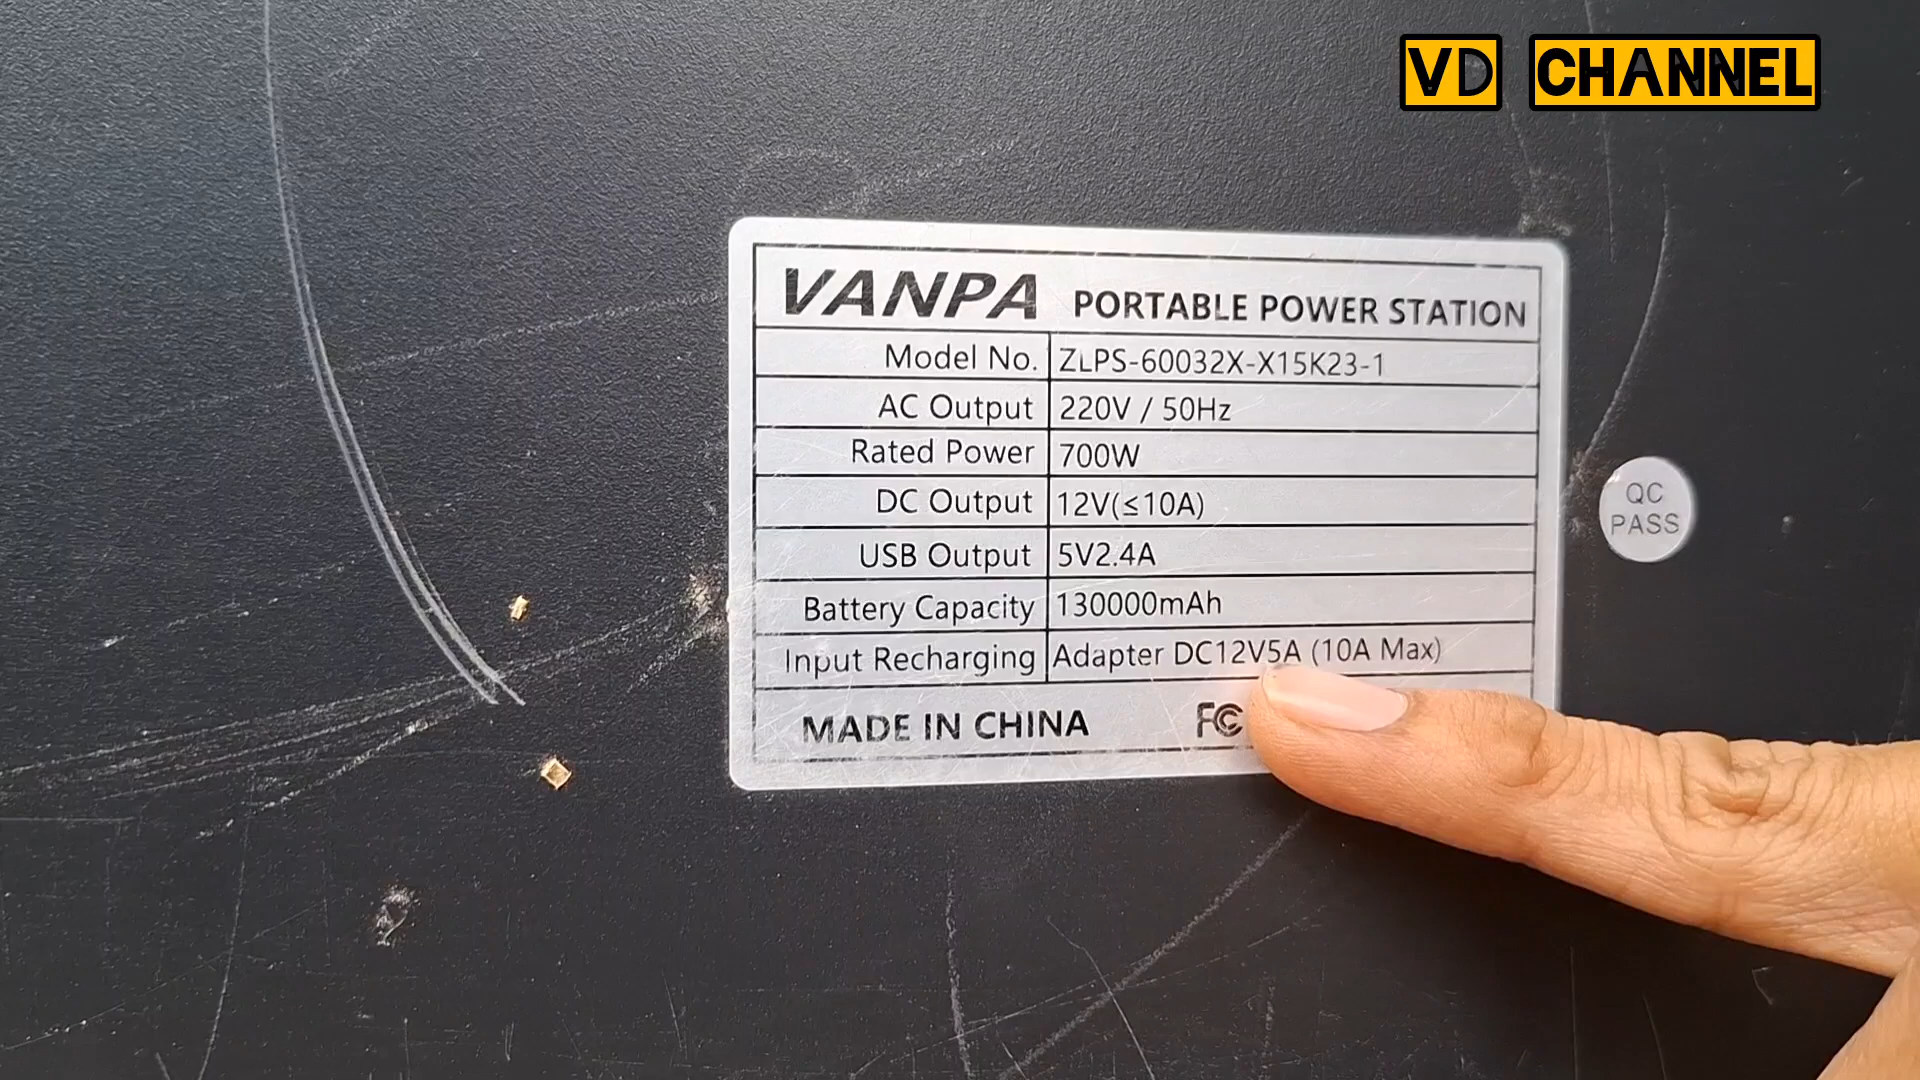 VD CHANNEL
VANPA PORTABLE POWER STATION
Model No. ZLPS-60032X-X15K23-1
AC Output 220V / 50Hz
Rated Power 700W
DC Output 12V(≤10A)
USB Output 5V2.4A
Battery Capacity 130000mAh
Input Recharging Adapter DC12V5A (10A Max)
MADE IN CHINA FC
QC
PASS